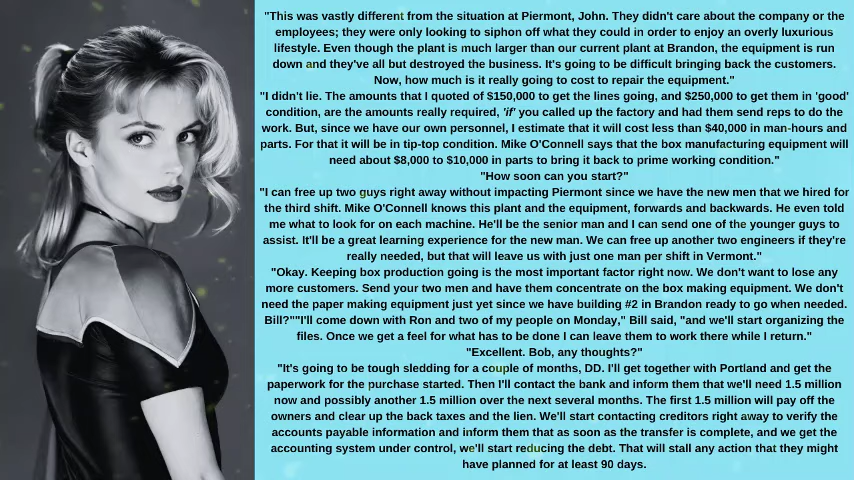 "This was vastly different from the situation at Piermont, John. They didn't care about the company or the
employees; they were only looking to siphon off what they could in order to enjoy an overly luxurious
lifestyle. Even though the plant is much larger than our current plant at Brandon, the equipment is run
down and they've all but destroyed the business. It's going to be difficult bringing back the customers.
Now, how much is it really going to cost to repair the equipment."
"I didn't lie. The amounts that I quoted of $150,000 to get the lines going, and $250,000 to get them in 'good'
condition, are the amounts really required, 'if' you called up the factory and had them send reps to do the
work. But, since we have our own personnel, I estimate that it will cost less than $40,000 in man-hours and
parts. For that it will be in tip-top condition. Mike O'Connell says that the box manufacturing equipment will
need about $8,000 to $10,000 in parts to bring it back to prime working condition."
"How soon can you start?"
"I can free up two guys right away without impacting Piermont since we have the new men that we hired for
the third shift. Mike O'Connell knows this plant and the equipment, forwards and backwards. He even told
me what to look for on each machine. He'll be the senior man and I can send one of the younger guys to
assist. It'll be a great learning experience for the new man. We can free up another two engineers if they're
really needed, but that will leave us with just one man per shift in Vermont."
"Okay. Keeping box production going is the most important factor right now. We don't want to lose any
more customers. Send your two men and have them concentrate on the box making equipment. We don't
need the paper making equipment just yet since we have building #2 in Brandon ready to go when needed.
Bill?""I'll come down with Ron and two of my people on Monday," Bill said, "and we'll start organizing the
files. Once we get a feel for what has to be done I can leave them to work there while I return."
"Excellent. Bob, any thoughts?"
"It's going to be tough sledding for a couple of months, DD. I'll get together with Portland and get the
paperwork for the purchase started. Then I'll contact the bank and inform them that we'll need 1.5 million
now and possibly another 1.5 million over the next several months. The first 1.5 million will pay off the
owners and clear up the back taxes and the lien. We'll start contacting creditors right away to verify the
accounts payable information and inform them that as soon as the transfer is complete, and we get the
accounting system under control, we'll start reducing the debt. That will stall any action that they might
have planned for at least 90 days.